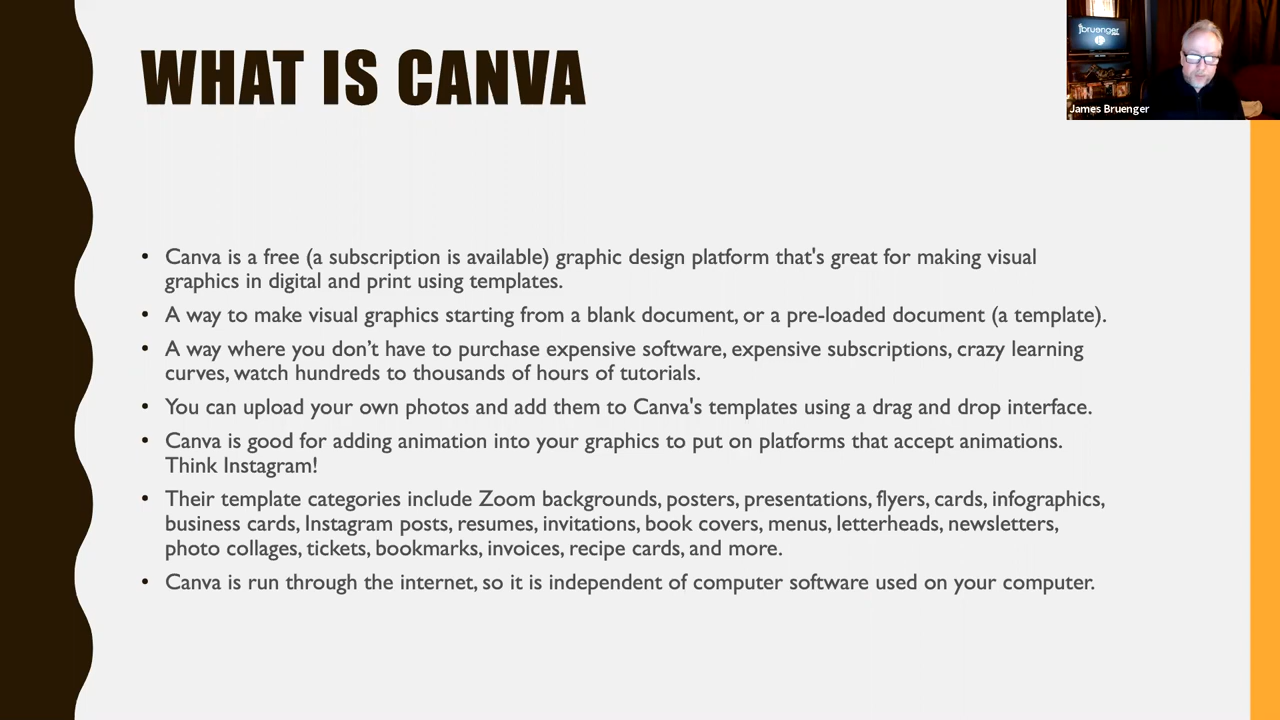 WHAT IS CANVA
jbruenger
James Bruenger
• Canva is a free (a subscription is available) graphic design platform that's great for making visual
graphics in digital and print using templates.
• A way to make visual graphics starting from a blank document, or a pre-loaded document (a template).
• A way where you don’t have to purchase expensive software, expensive subscriptions, crazy learning
curves, watch hundreds to thousands of hours of tutorials.
• You can upload your own photos and add them to Canva's templates using a drag and drop interface.
• Canva is good for adding animation into your graphics to put on platforms that accept animations.
Think Instagram!
• Their template categories include Zoom backgrounds, posters, presentations, flyers, cards, infographics,
business cards, Instagram posts, resumes, invitations, book covers, menus, letterheads, newsletters,
photo collages, tickets, bookmarks, invoices, recipe cards, and more.
• Canva is run through the internet, so it is independent of computer software used on your computer.